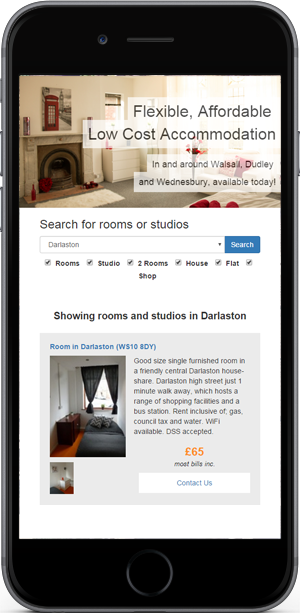 Flexible, Affordable
Low Cost Accommodation
In and around Walsall, Dudley
and Wednesbury, available today!
Search for rooms or studios
Darlaston
Search
Rooms Studio 2 Rooms House Flat
Shop
Showing rooms and studios in Darlaston
Room in Darlaston (WS10 8DY)
Good size single furnished room in
a friendly central Darlaston house-
share. Darlaston high street just 1
minute walk away, which hosts a
range of shopping facilities and a
bus station. Rent inclusive of; gas,
council tax and water. WiFi
available. DSS accepted.
£65
most bills inc.
Contact Us